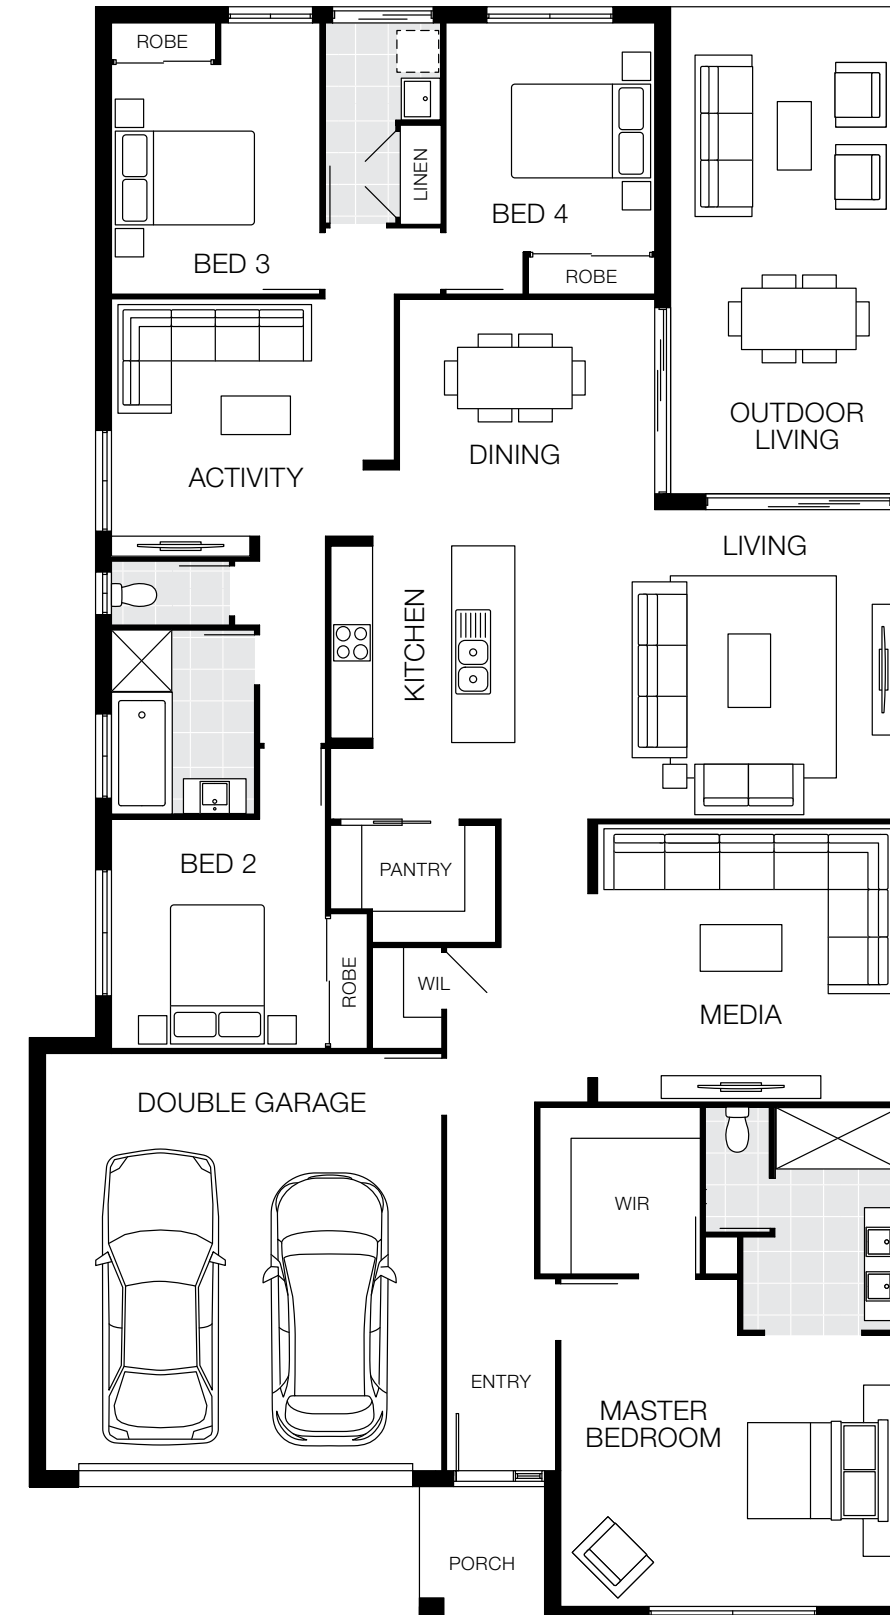 ROBE
LINEN
BED 4
BED 3
ROBE
OUTDOOR
LIVING
DINING
ACTIVITY
LIVING
KITCHEN
BED 2
PANTRY
ROBE
WIL
MEDIA
DOUBLE GARAGE
WIR
ENTRY
MASTER
BEDROOM
PORCH